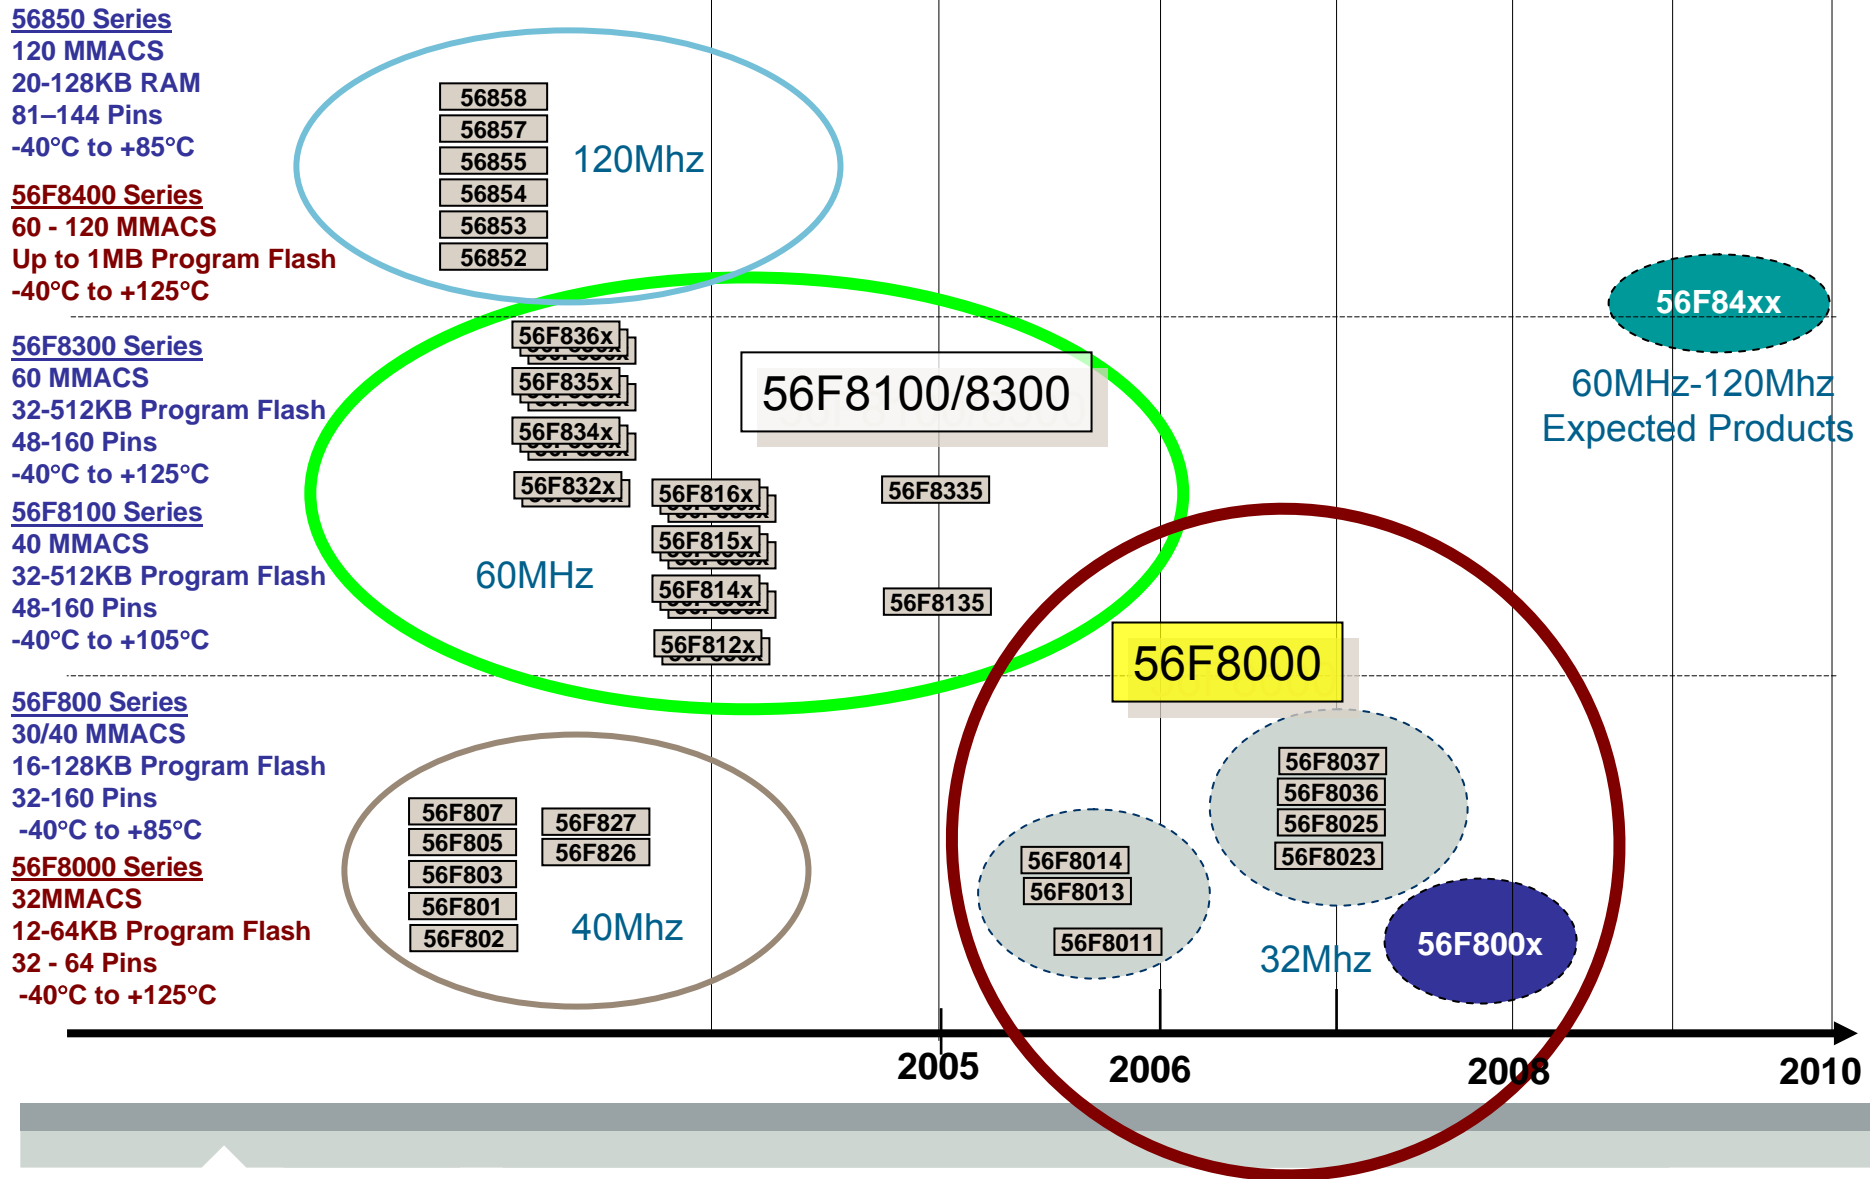 56850 Series
120 MMACS
20-128KB RAM
81–144 Pins
-40°C to +85°C
56F8400 Series
60 - 120 MMACS
Up to 1MB Program Flash
-40°C to +125°C
56F8300 Series
60 MMACS
32-512KB Program Flash
48-160 Pins
-40°C to +125°C
56F8100 Series
40 MMACS
32-512KB Program Flash
48-160 Pins
-40°C to +105°C
56F800 Series
30/40 MMACS
16-128KB Program Flash
32-160 Pins
-40°C to +85°C
56F8000 Series
32MMACS
12-64KB Program Flash
32 - 64 Pins
-40°C to +125°C
56858
56857
56855
56854
56853
56852
120Mhz
56F836x
56F835x
56F834x
56F832x
60MHz
56F816x
56F815x
56F814x
56F812x
56F8100/8300
56F8335
56F8135
56F84xx
60MHz-120Mhz
Expected Products
56F807
56F805
56F803
56F801
56F802
56F827
56F826
40Mhz
56F8000
56F8014
56F8013
56F8011
56F8037
56F8036
56F8025
56F8023
32Mhz
56F800x
2005
2006
2008
2010